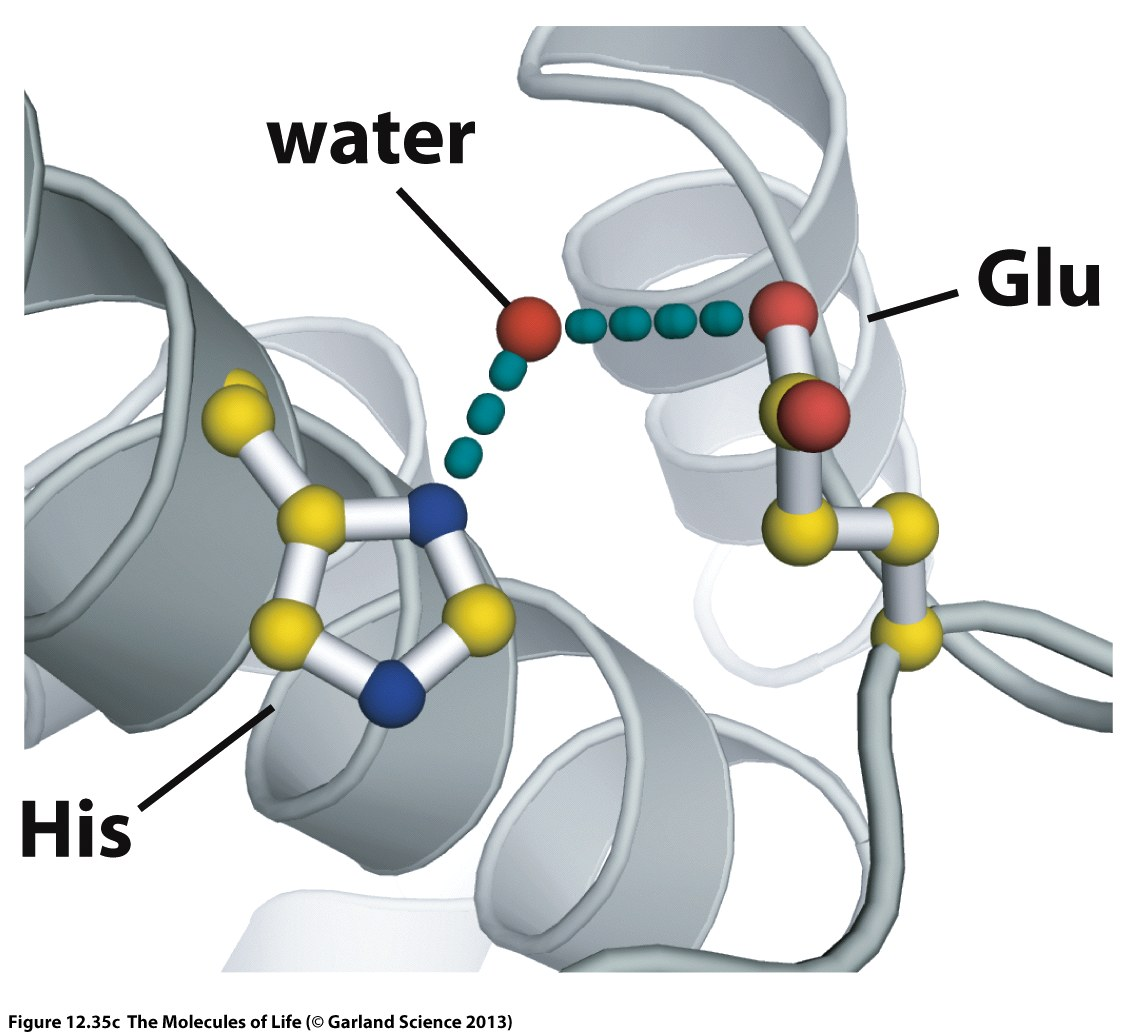 water
Glu
His
Figure 12.35c The Molecules of Life (© Garland Science 2013)